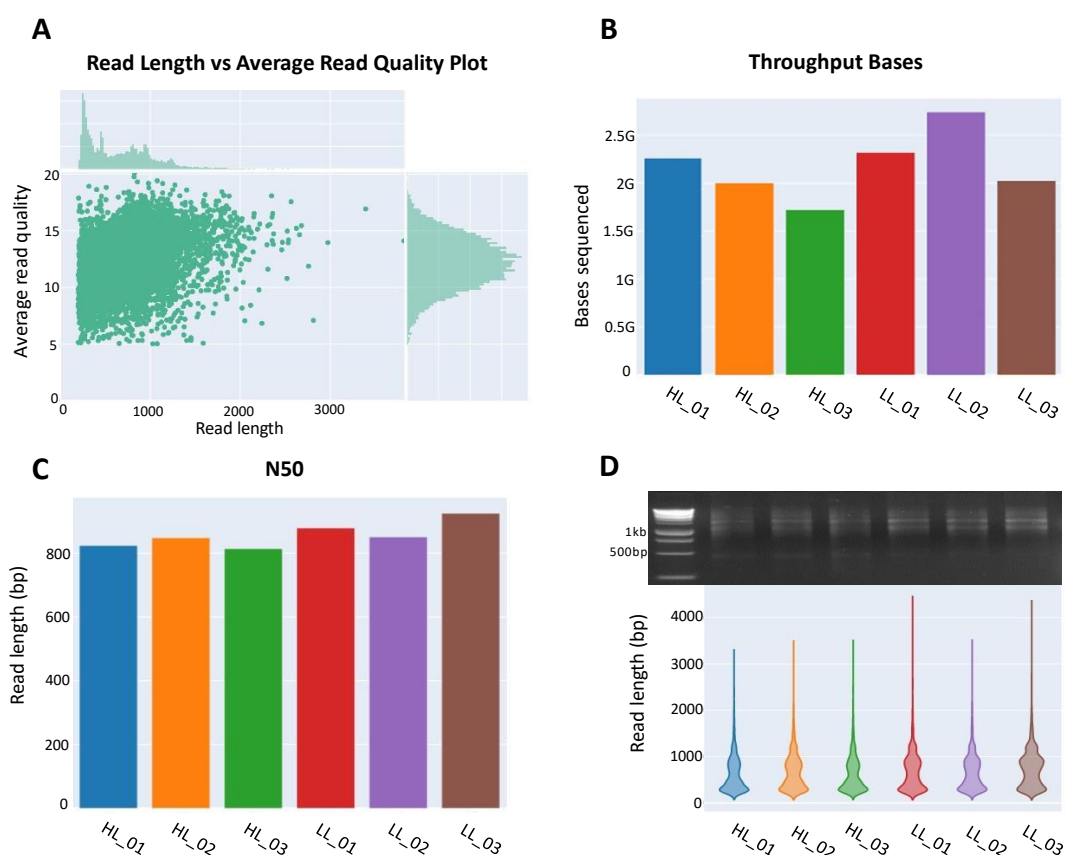 A
Read Length vs Average Read Quality Plot
Average read quality
20
15
10
5
0
0 1000 2000 3000
Read length
B
Throughput Bases
Bases sequenced
2.5G
2G
1.5G
1G
0.5G
0
HL_01 HL_02 HL_03 LL_01 LL_02 LL_03
C
N50
Read length (bp)
800
600
400
200
0
HL_01 HL_02 HL_03 LL_01 LL_02 LL_03
D
1kb
500bp
Read length (bp)
4000
3000
2000
1000
0
HL_01 HL_02 HL_03 LL_01 LL_02 LL_03